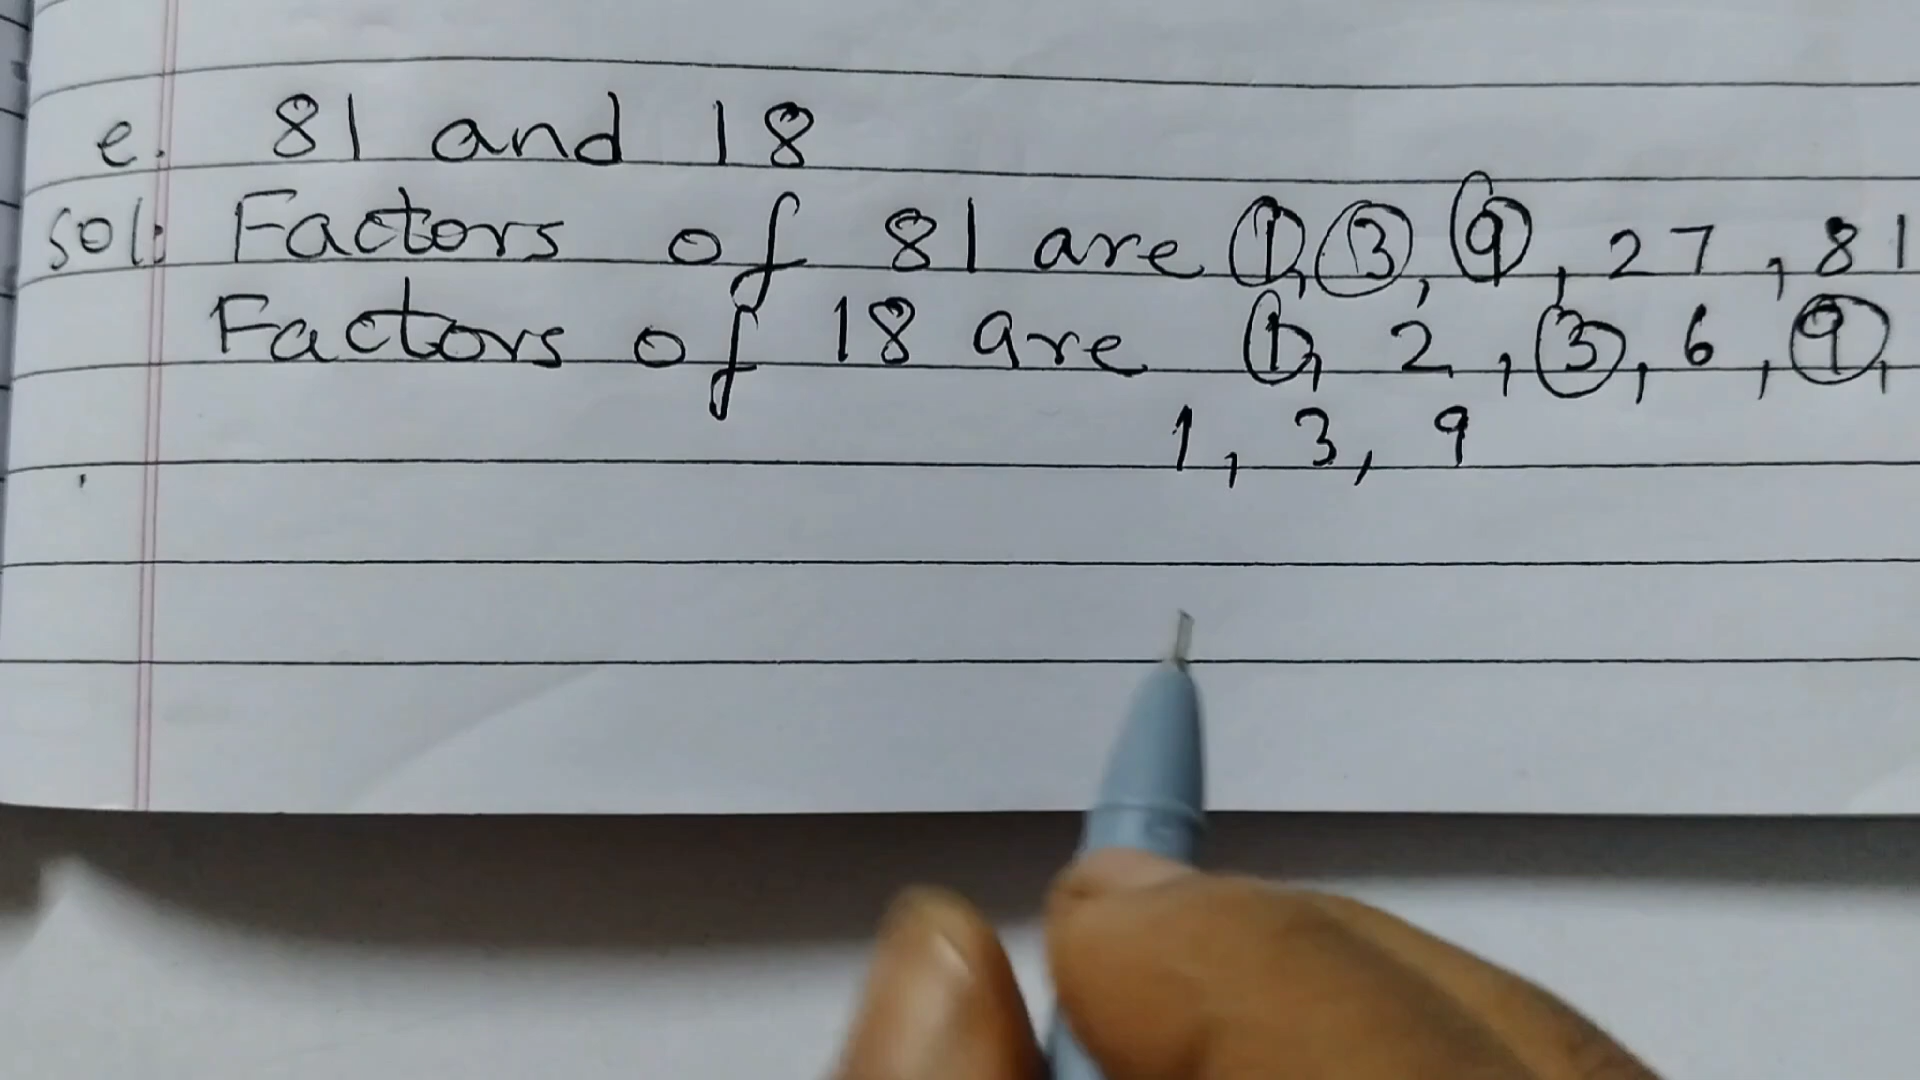 e. 81 and 18
Sol: Factors of 81 are 1, 3, 9, 27, 81
Factors of 18 are 1, 2, 3, 6, 9,
1, 3, 9